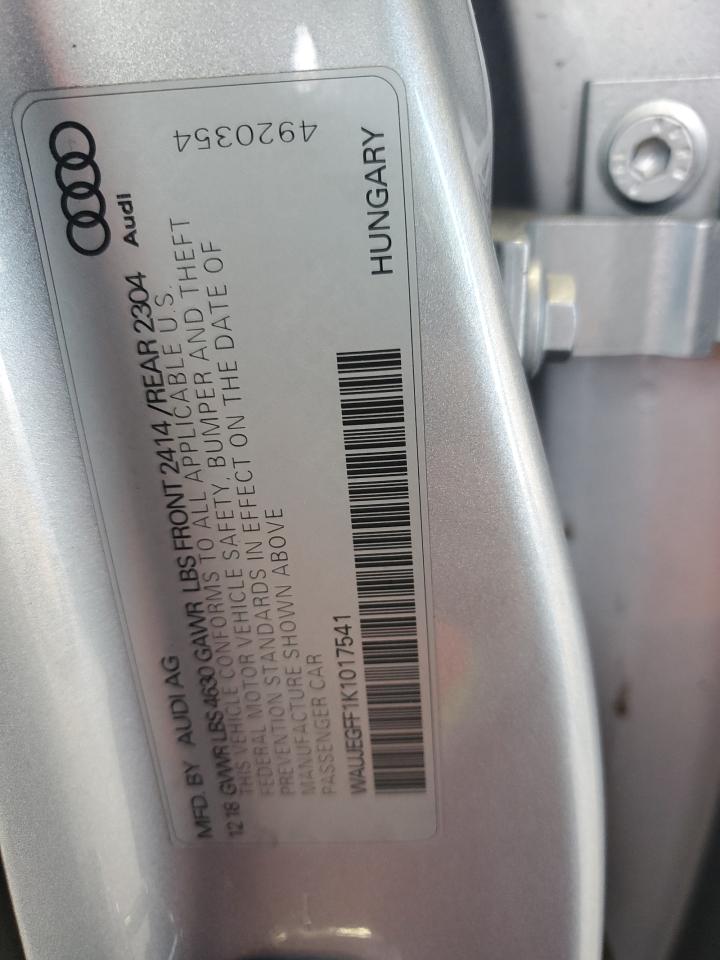 MFD. BY AUDI AG
12 18 GVWR LBS 4630 GAWR LBS FRONT 2414 /REAR 2304
THIS VEHICLE CONFORMS TO ALL APPLICABLE U.S.
FEDERAL MOTOR VEHICLE SAFETY, BUMPER AND THEFT
PREVENTION STANDARDS IN EFFECT ON THE DATE OF
MANUFACTURE SHOWN ABOVE
PASSENGER CAR
WAUJEGFF1K1017541
Audi
HUNGARY
4920354